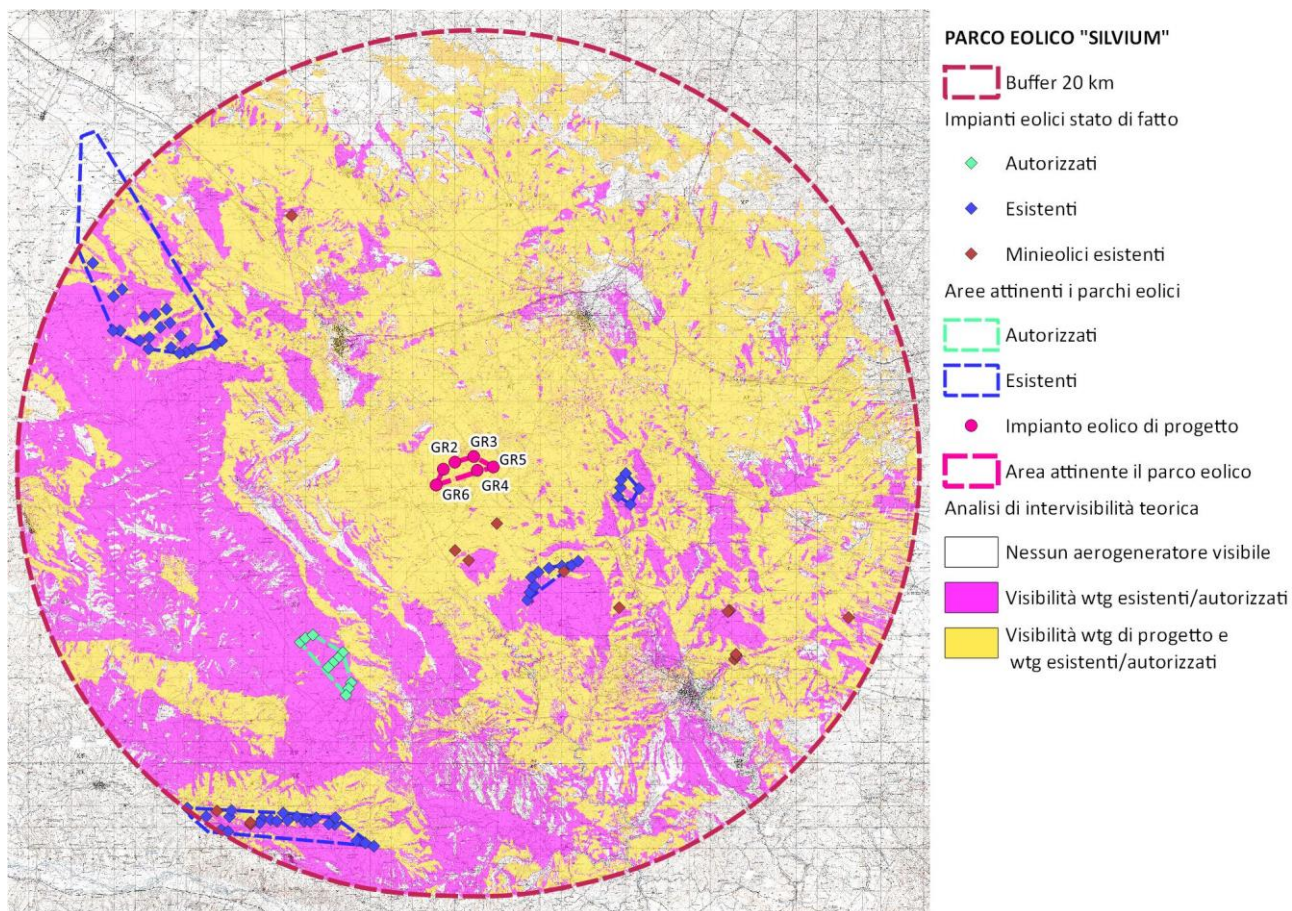 PARCO EOLICO "SILVIUM"
Buffer 20 km
Impianti eolici stato di fatto
Autorizzati
Esistenti
Minieolici esistenti
Aree attinenti i parchi eolici
Autorizzati
Esistenti
Impianto eolico di progetto
Area attinente il parco eolico
Analisi di intervisibilità teorica
Nessun aerogeneratore visibile
Visibilità wtg esistenti/autorizzati
Visibilità wtg di progetto e
wtg esistenti/autorizzati
GR2
GR3
GR5
GR4
GR6